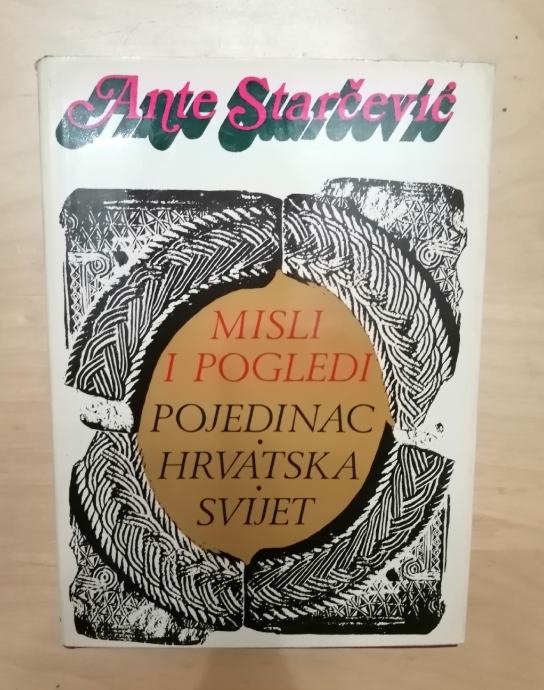 Ante Starčević
MISLI
I POGLEDI
POJEDINAC
·
HRVATSKA
·
SVIJET